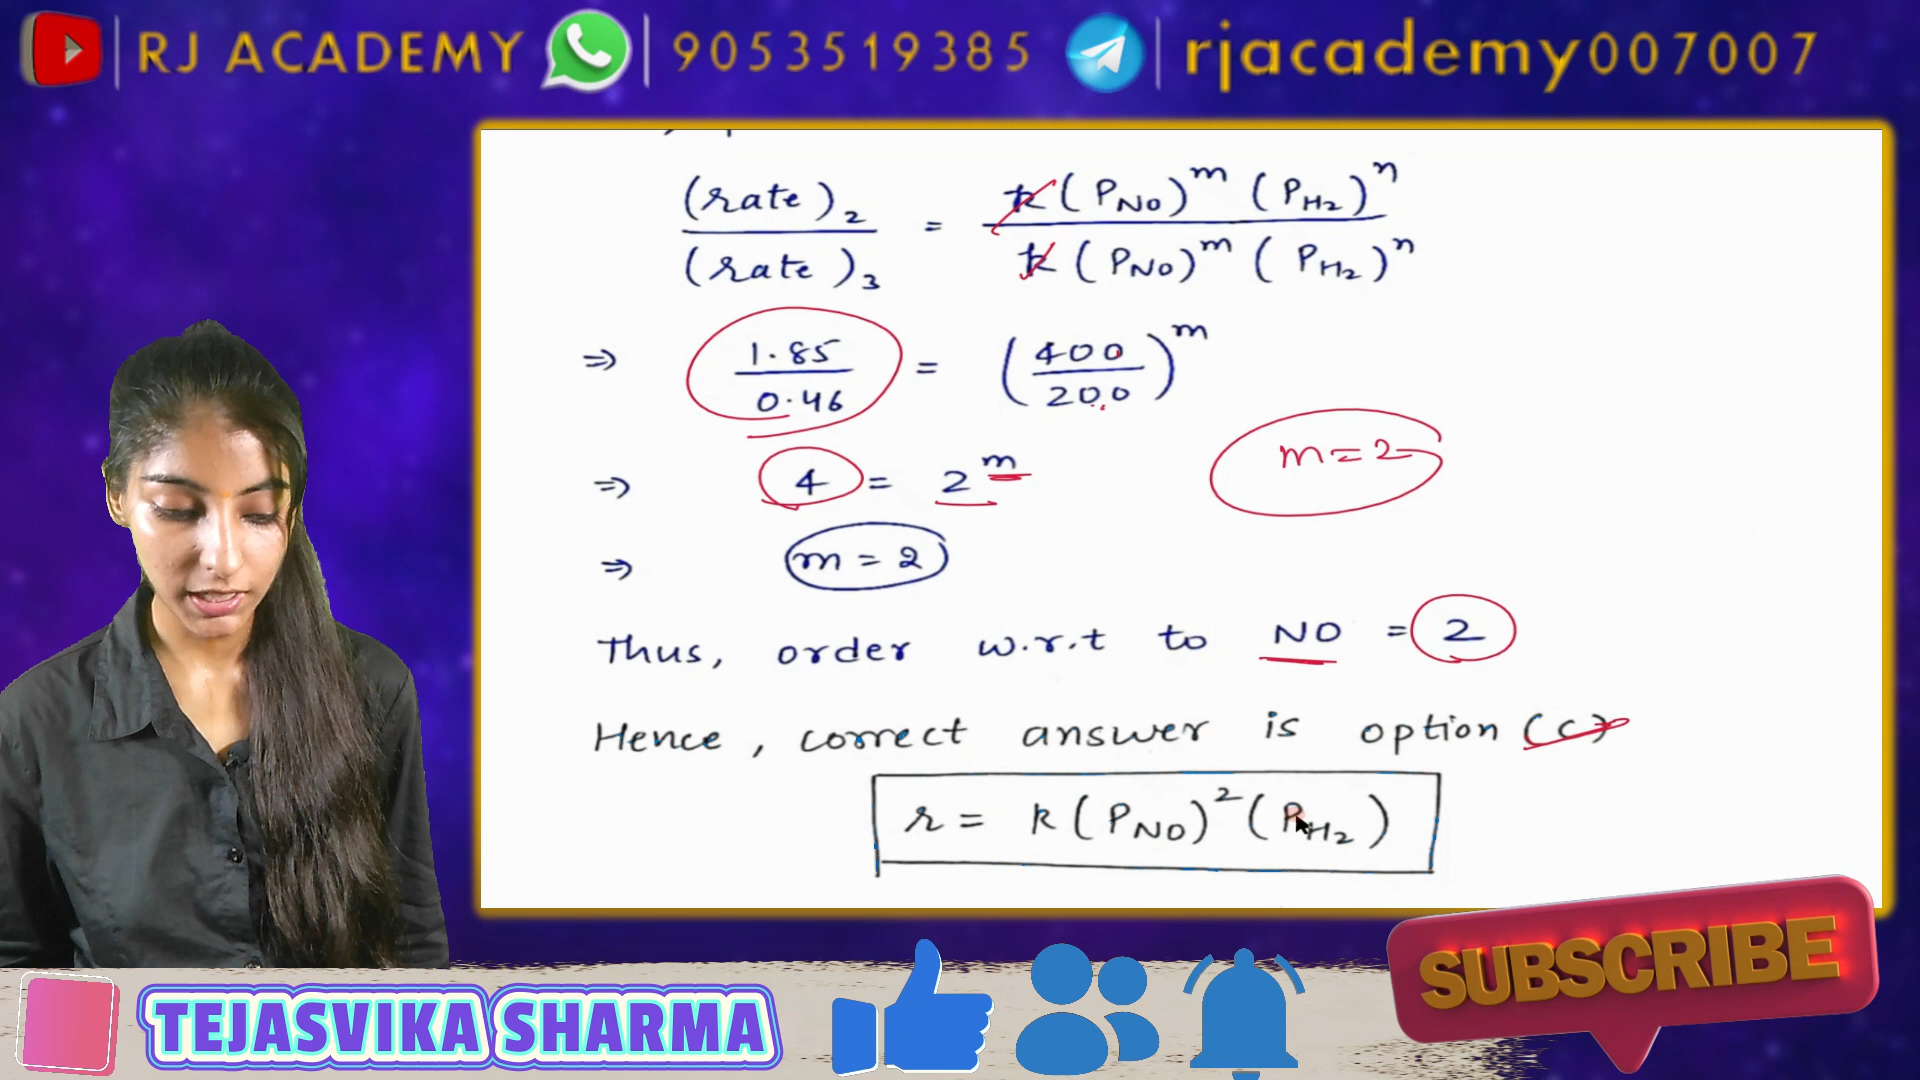 RJ ACADEMY | 9053519385 | rjacademy007007
(rate)₂ / (rate)₃ = k(P_NO)^m (P_H₂)^n / k(P_NO)^m (P_H₂)^n
⇒ 1.85 / 0.46 = (400 / 200)^m
⇒ 4 = 2^m
m = 2
⇒ m = 2
Thus, order w.r.t to NO = 2
Hence, correct answer is option (c)
r = k(P_NO)²(P_H₂)
SUBSCRIBE
TEJASVIKA SHARMA